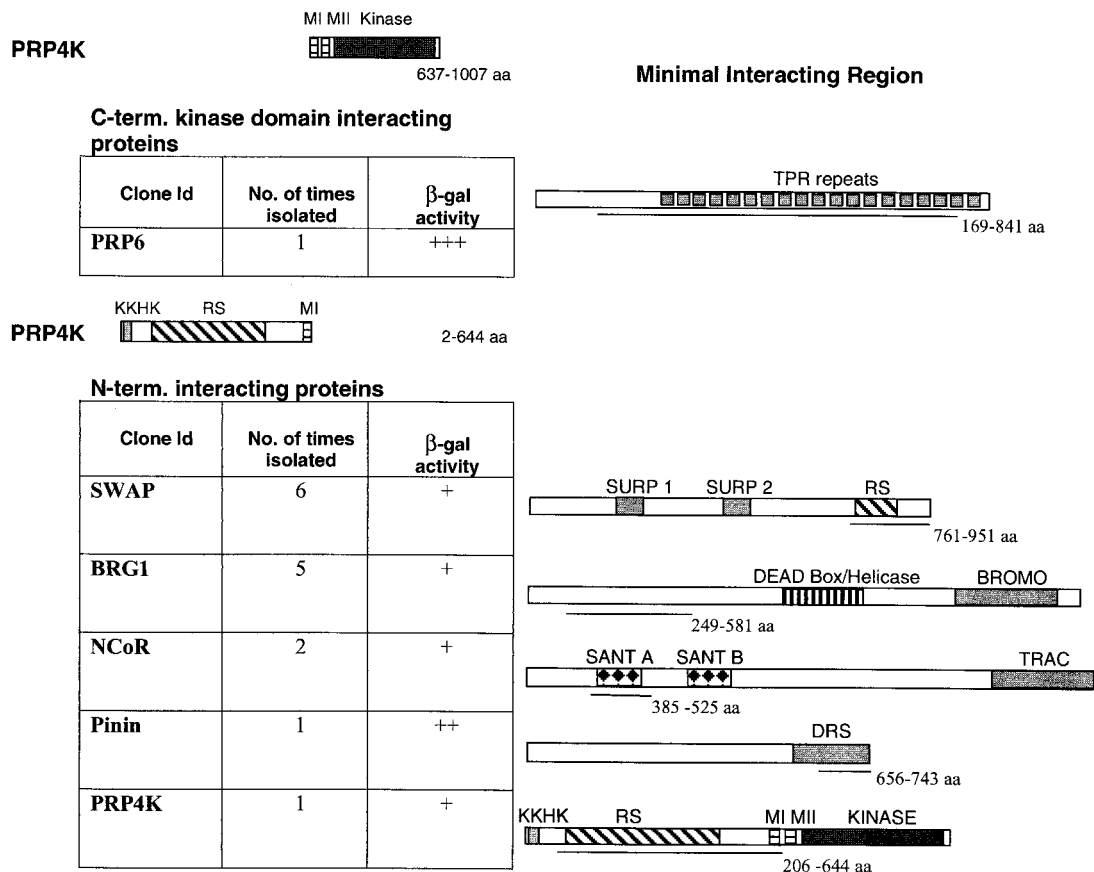 MI MII Kinase
PRP4K
637-1007 aa
Minimal Interacting Region
C-term. kinase domain interacting
proteins
Clone Id
No. of times
isolated
β-gal
activity
PRP6
1
+++
TPR repeats
169-841 aa
KKHK RS MI
PRP4K
2-644 aa
N-term. interacting proteins
Clone Id
No. of times
isolated
β-gal
activity
SWAP
6
+
SURP 1 SURP 2 RS
761-951 aa
BRG1
5
+
DEAD Box/Helicase BROMO
249-581 aa
NCoR
2
+
SANT A SANT B TRAC
385 -525 aa
Pinin
1
++
DRS
656-743 aa
PRP4K
1
+
KKHK RS MI MII KINASE
206 -644 aa